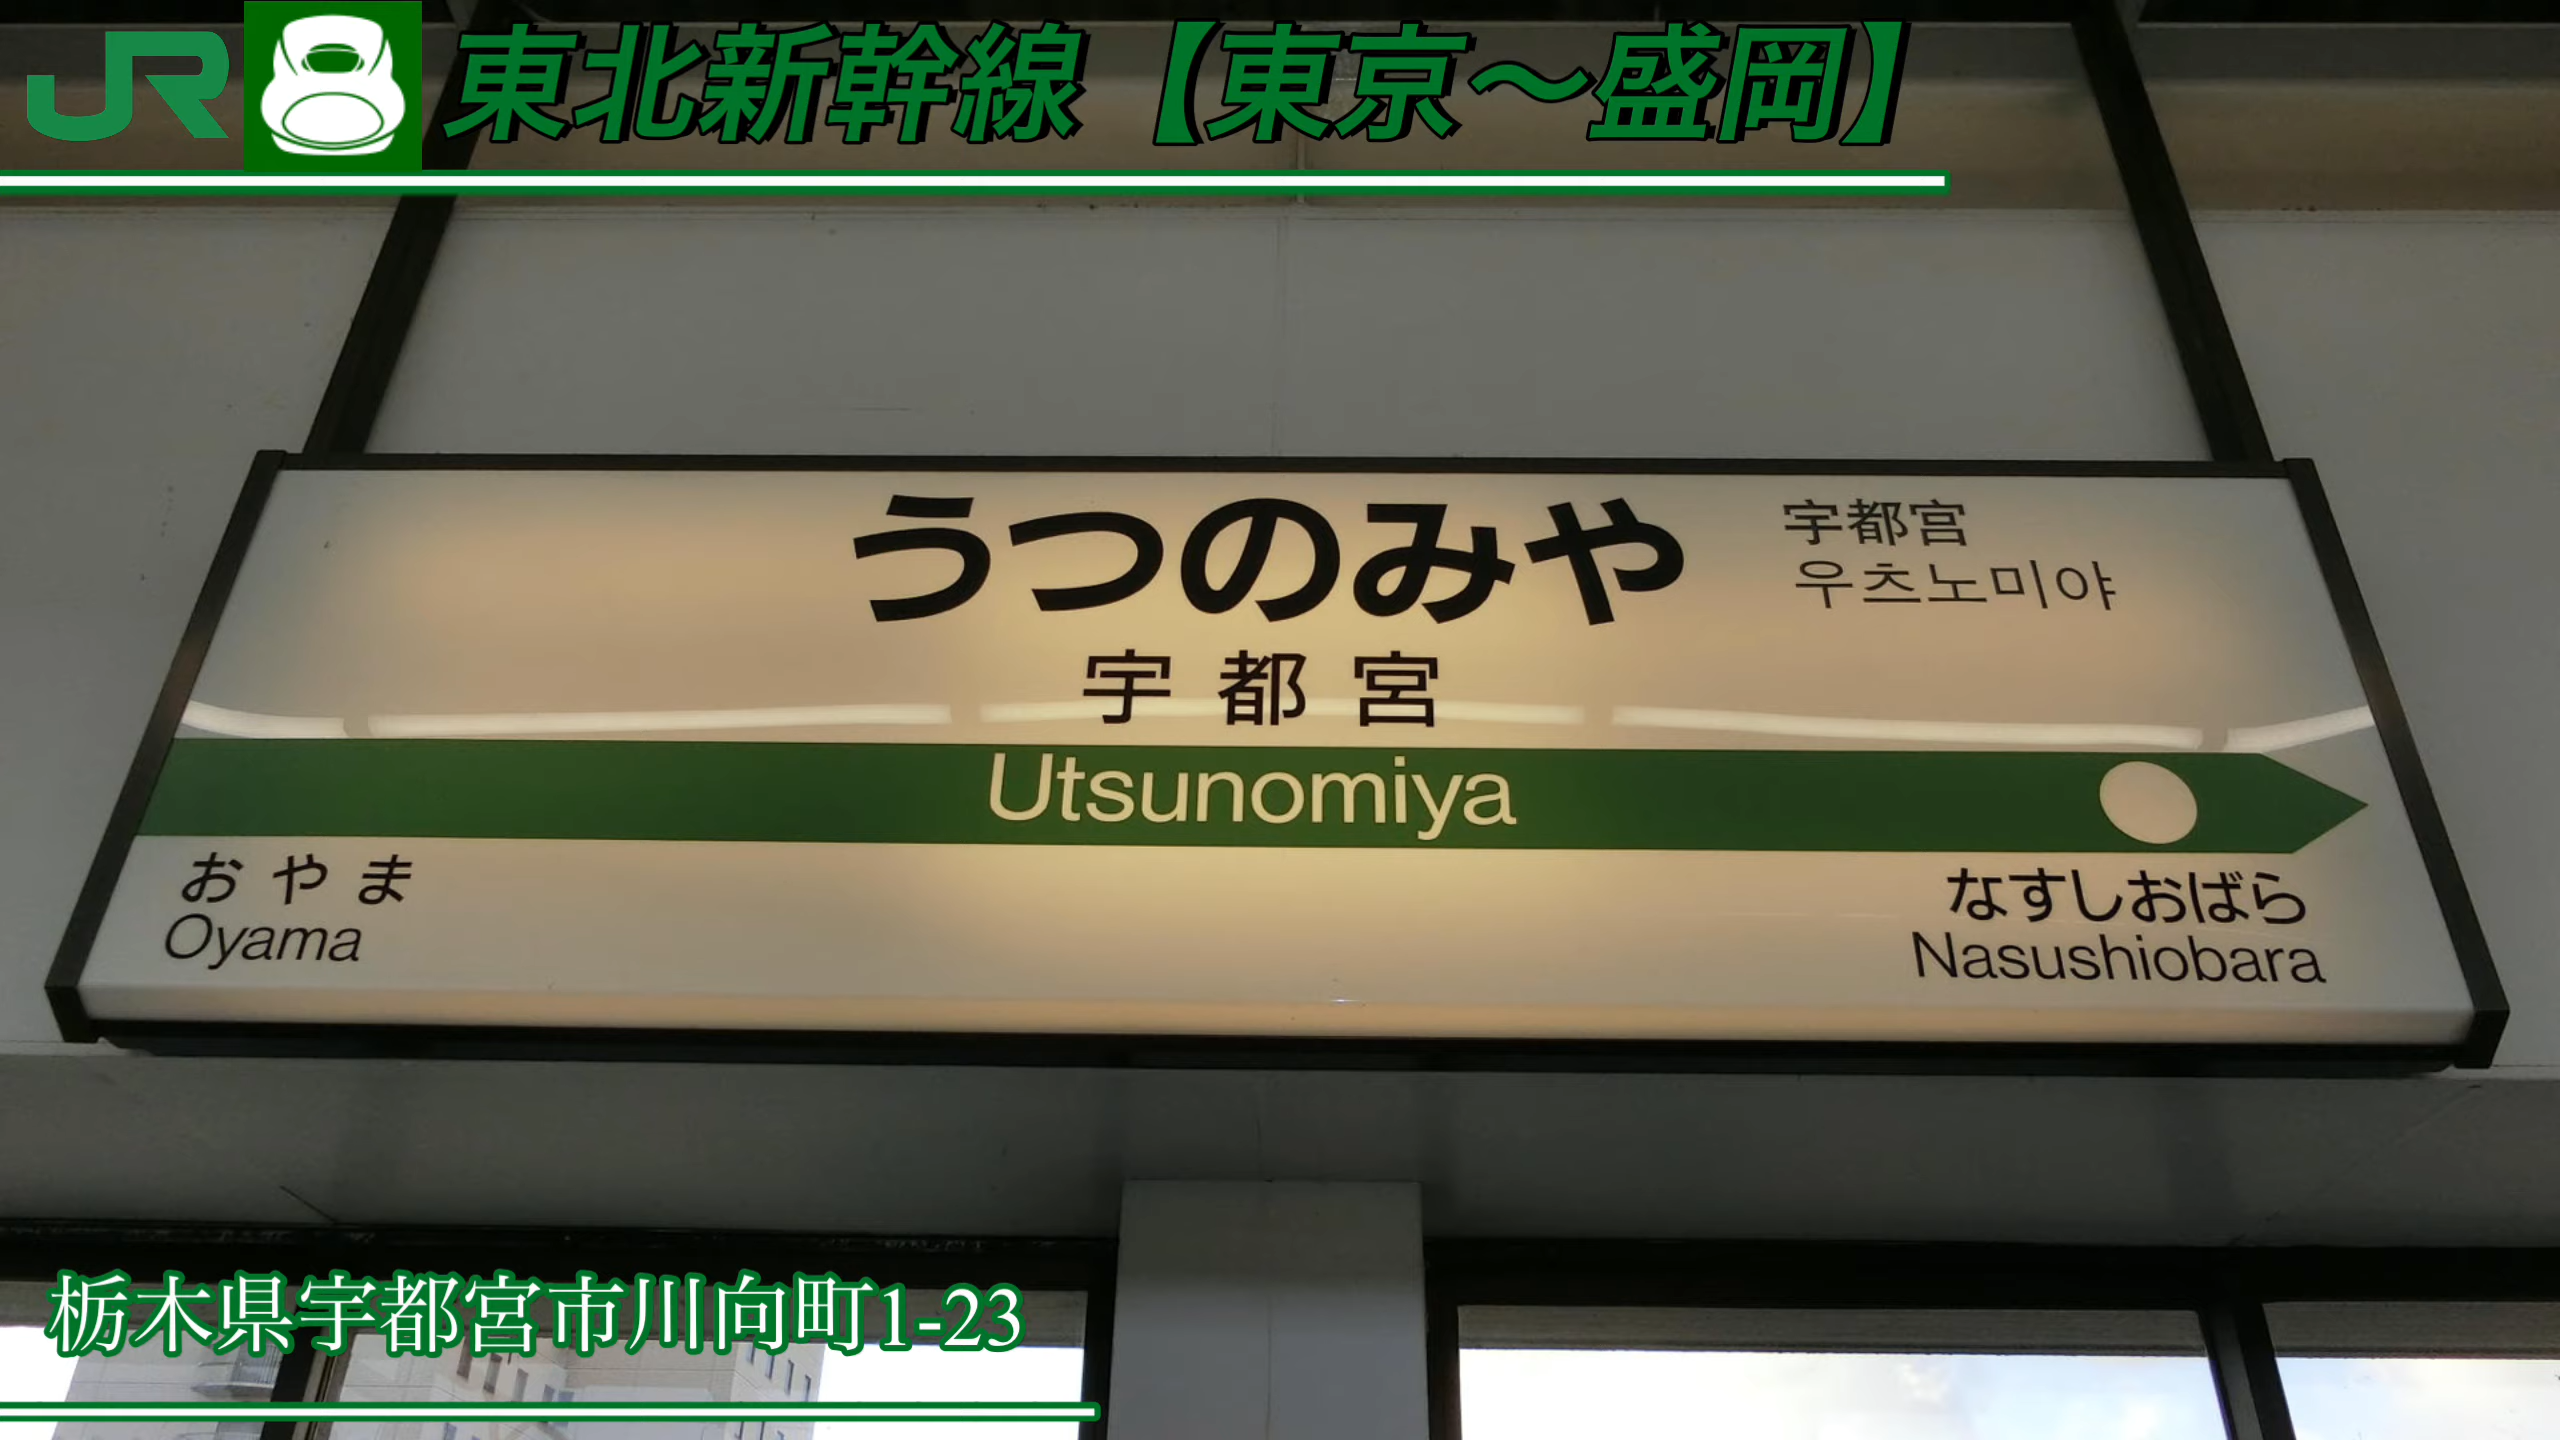 JR 東北新幹線【東京～盛岡】
うつのみや
宇都宮
우츠노미야
宇都宮
Utsunomiya
おやま
Oyama
なすしおばら
Nasushiobara
栃木県宇都宮市川向町1-23